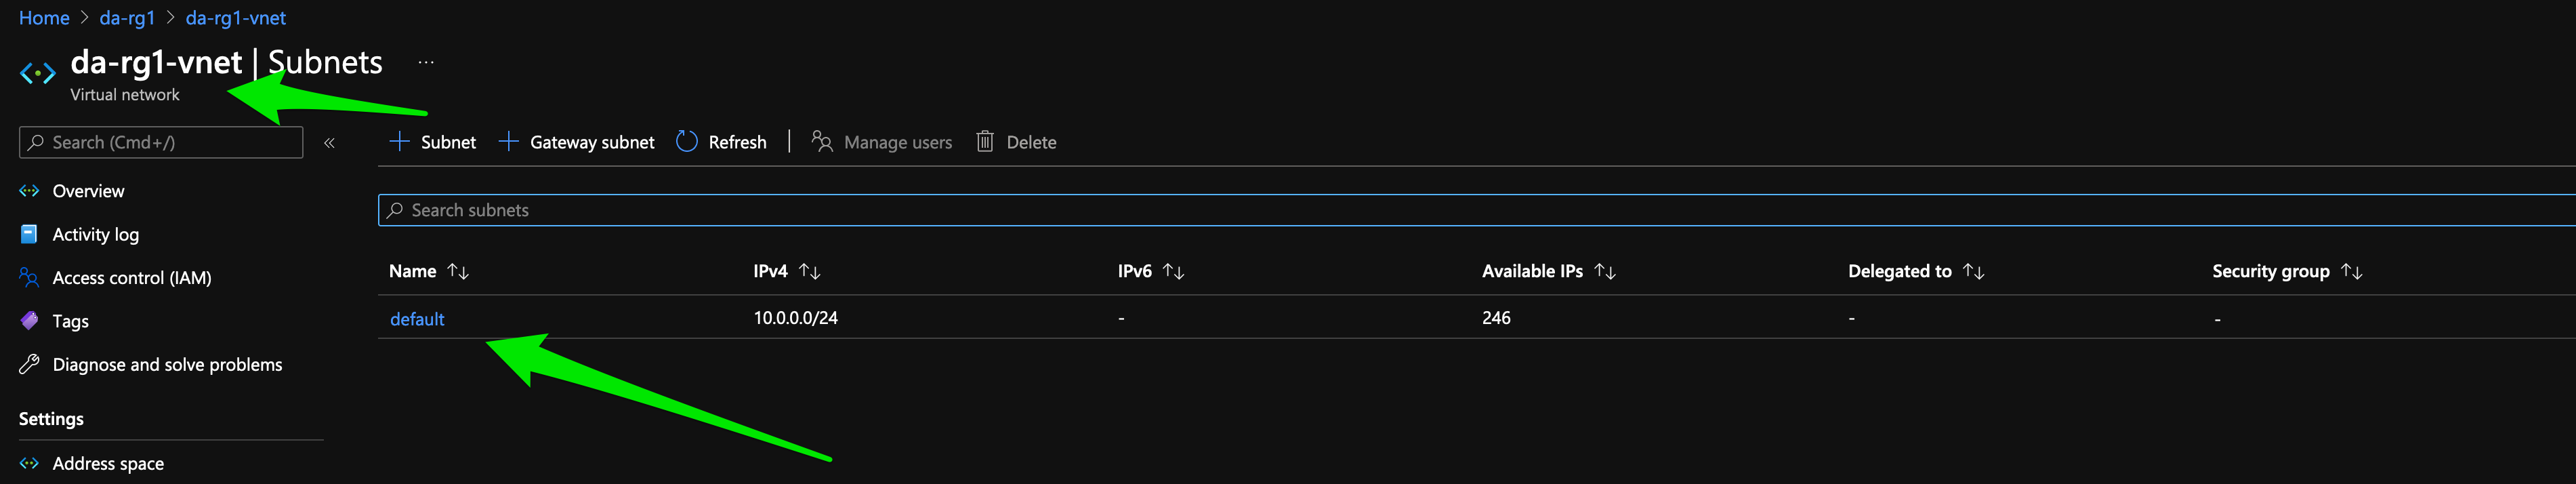 Home > da-rg1 > da-rg1-vnet
da-rg1-vnet | Subnets ...
Virtual network
Search (Cmd+/) «
+ Subnet + Gateway subnet Refresh | Manage users Delete
Overview
Activity log
Access control (IAM)
Tags
Diagnose and solve problems
Settings
Address space
Search subnets
Name ↑↓ IPv4 ↑↓ IPv6 ↑↓ Available IPs ↑↓ Delegated to ↑↓ Security group ↑↓
default 10.0.0.0/24 - 246 - -